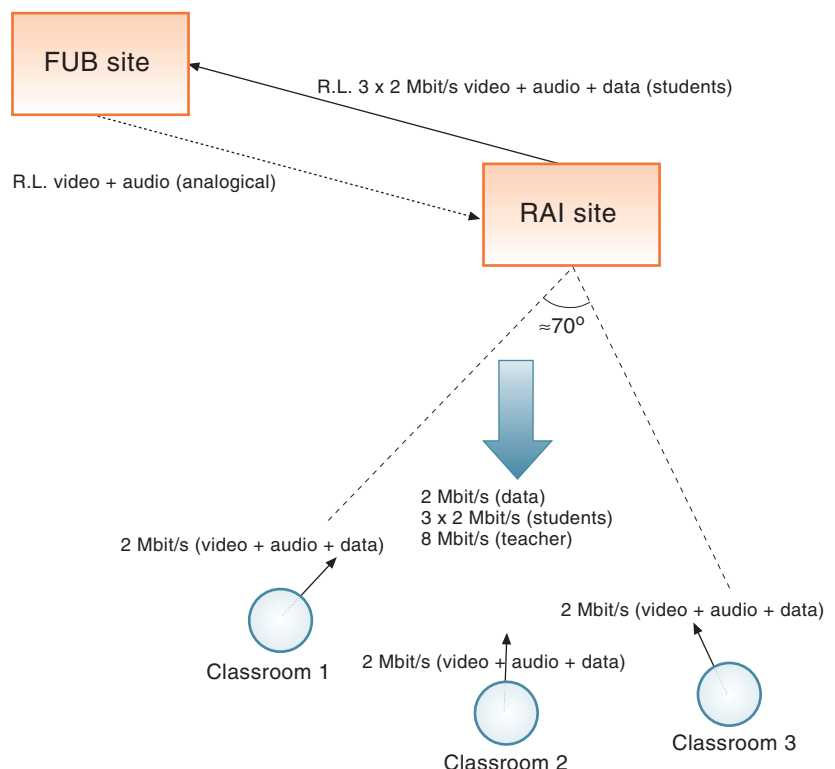 FUB site
R.L. 3 x 2 Mbit/s video + audio + data (students)
R.L. video + audio (analogical)
RAI site
≈70º
2 Mbit/s (data)
3 x 2 Mbit/s (students)
8 Mbit/s (teacher)
2 Mbit/s (video + audio + data)
Classroom 1
2 Mbit/s (video + audio + data)
Classroom 2
2 Mbit/s (video + audio + data)
Classroom 3